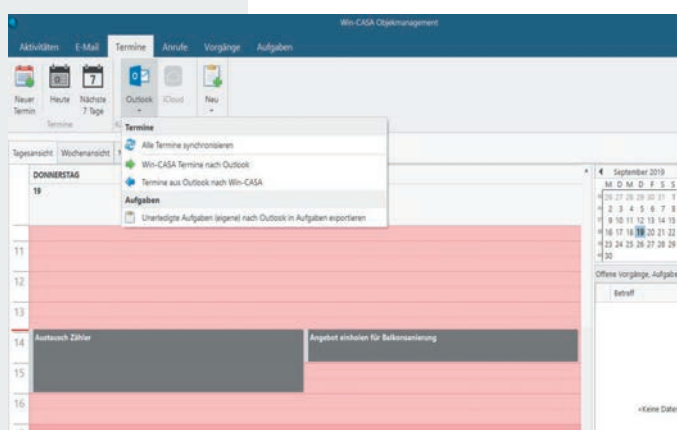 Win-CASA Objekmanagement
Aktivitäten E-Mail Termine Anrufe Vorgänge Aufgaben
Neuer Termin
Heute
Nächste 7 Tage
Outlook
iCloud
Neu
Termine
Termine
Alle Termine synchronisieren
Win-CASA Termine nach Outlook
Termine aus Outlook nach Win-CASA
Aufgaben
Unerledigte Aufgaben (eigene) nach Outlook in Aufgaben exportieren
Tagesansicht Wochenansicht
DONNERSTAG
19
11
12
13
14
15
16
Austausch Zähler
Angebot einholen für Balkonsanierung
September 2019
M D M D F S S
26 27 28 29 30 31 1
2 3 4 5 6 7 8
9 10 11 12 13 14 15
16 17 18 19 20 21 22
23 24 25 26 27 28 29
30
Offene Vorgänge, Aufgabe
Betreff
<Keine Date